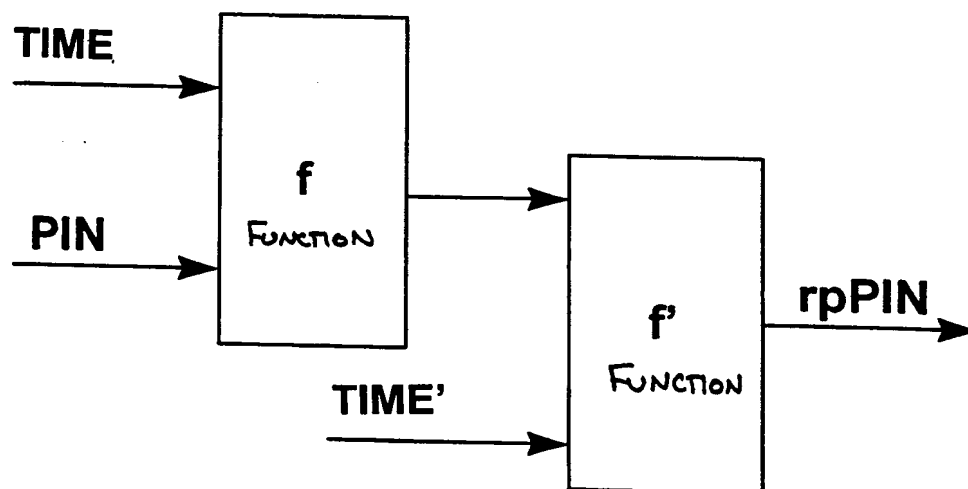 TIME
f
FUNCTION
PIN
rpPIN
f'
FUNCTION
TIME'